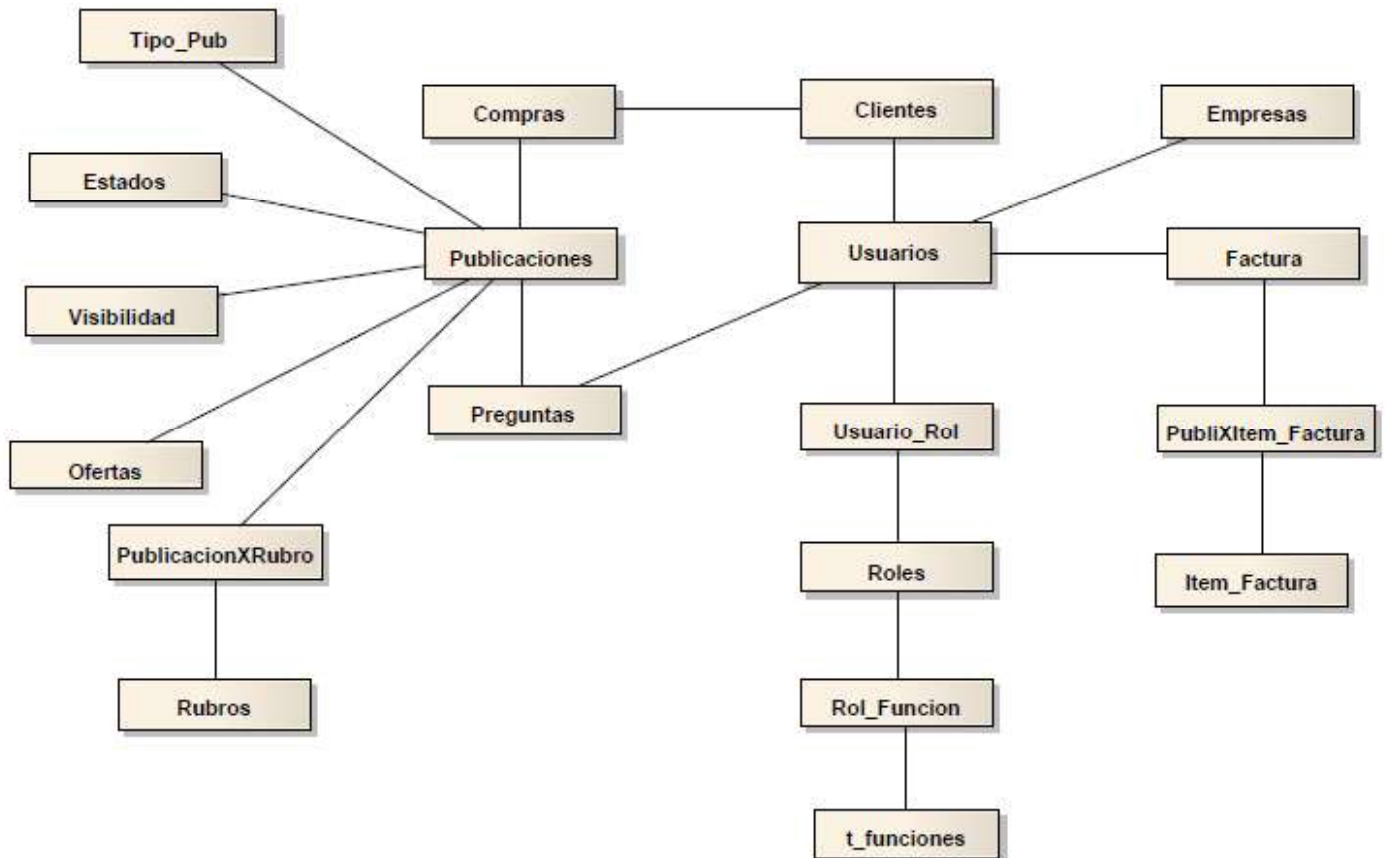 Tipo_Pub
Compras
Clientes
Empresas
Estados
Publicaciones
Usuarios
Factura
Visibilidad
Preguntas
Usuario_Rol
PubliXItem_Factura
Ofertas
PublicacionXRubro
Roles
Item_Factura
Rubros
Rol_Funcion
t_funciones